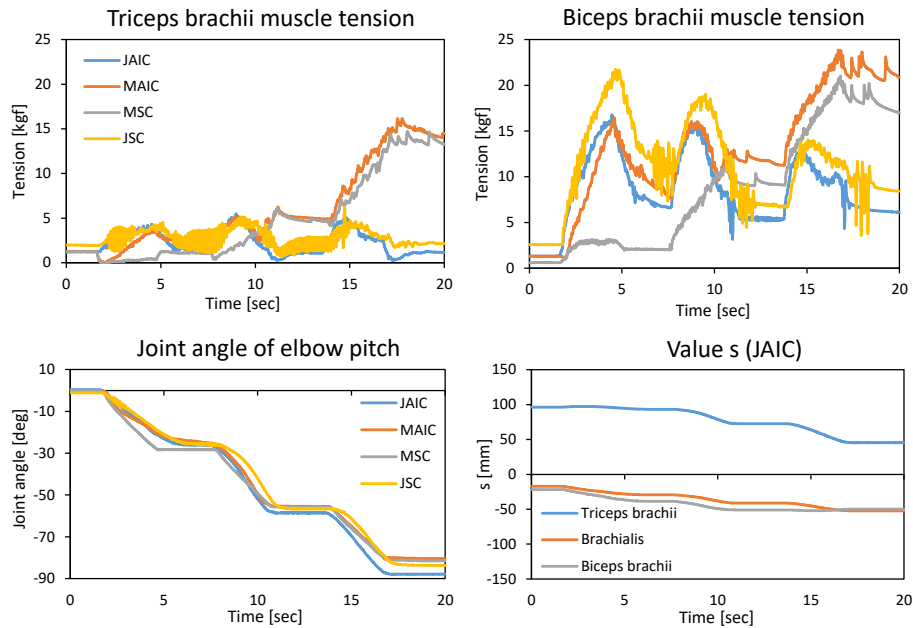 Triceps brachii muscle tension
25
20
15
10
5
0
Tension [kgf]
JAIC
MAIC
MSC
JSC
0 5 10 15 20
Time [sec]
Biceps brachii muscle tension
25
20
15
10
5
0
Tension [kgf]
0 5 10 15 20
Time [sec]
Joint angle of elbow pitch
10
-10
-30
-50
-70
-90
Joint angle [deg]
JAIC
MAIC
MSC
JSC
0 5 10 15 20
Time [sec]
Value s (JAIC)
150
100
50
0
-50
-100
-150
s [mm]
Triceps brachii
Brachialis
Biceps brachii
0 5 10 15 20
Time [sec]